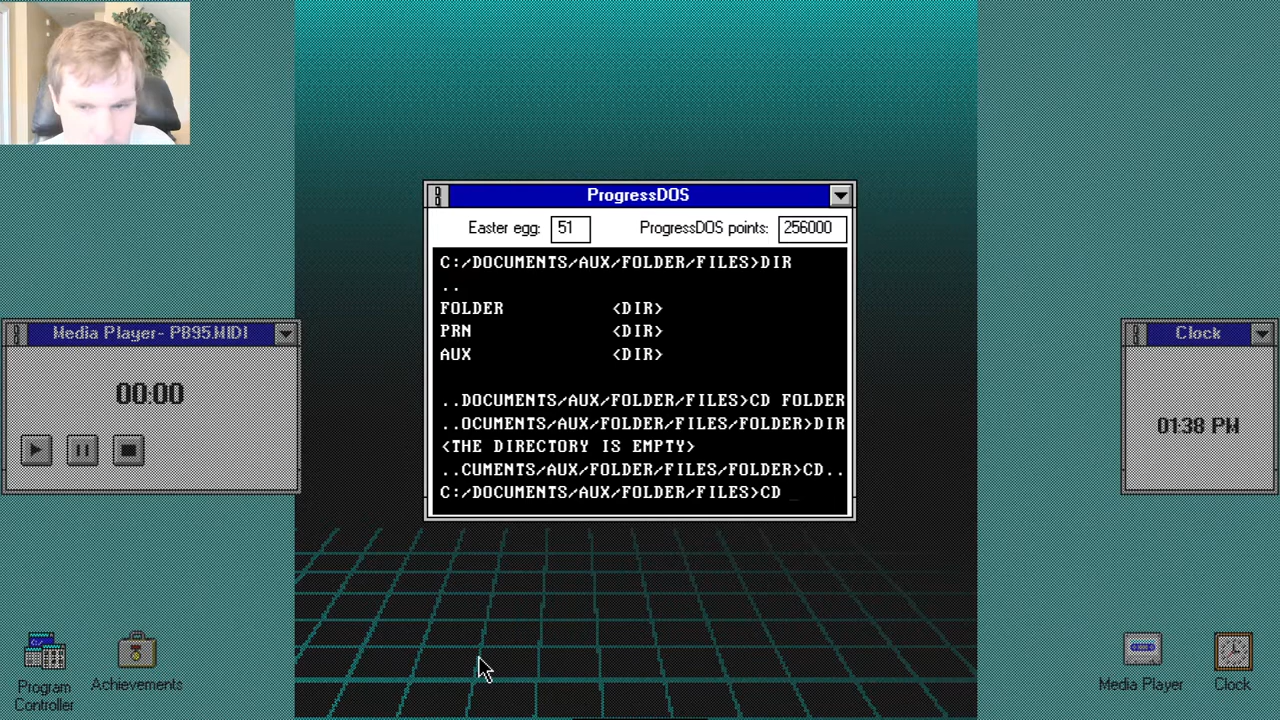 ProgressDOS
Easter egg: 51 ProgressDOS points: 256000
C:/DOCUMENTS/AUX/FOLDER/FILES>DIR
..
FOLDER <DIR>
PRN <DIR>
AUX <DIR>
..DOCUMENTS/AUX/FOLDER/FILES>CD FOLDER
..OCUMENTS/AUX/FOLDER/FILES/FOLDER>DIR
<THE DIRECTORY IS EMPTY>
..CUMENTS/AUX/FOLDER/FILES/FOLDER>CD..
C:/DOCUMENTS/AUX/FOLDER/FILES>CD _
Media Player- PB95.MIDI
00:00
Clock
01:38 PM
Program
Controller
Achievements
Media Player
Clock